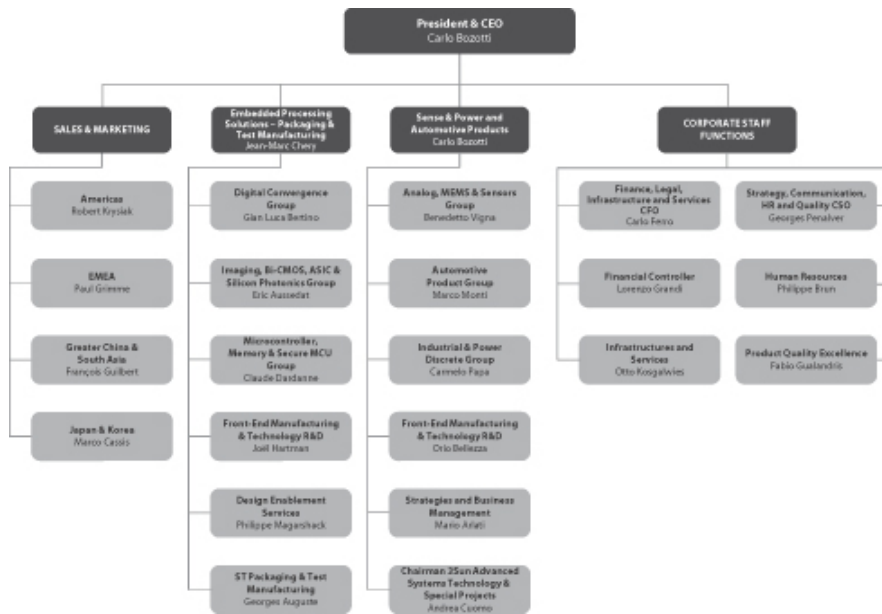 President & CEO
Carlo Bozotti
SALES & MARKETING
Americas
Robert Krysiak
EMEA
Paul Grimme
Greater China &
South Asia
François Guibert
Japan & Korea
Marco Cassis
Embedded Processing
Solutions – Packaging &
Test Manufacturing
Jean-Marc Chery
Digital Convergence
Group
Gian Luca Bertino
Imaging, Bi-CMOS, ASIC &
Silicon Photonics Group
Eric Aussedat
Microcontroller,
Memory & Secure MCU
Group
Claude Dardanne
Front-End Manufacturing
& Technology R&D
Joël Hartman
Design Enablement
Services
Philippe Magarshack
ST Packaging & Test
Manufacturing
Georges Auguste
Sense & Power and
Automotive Products
Carlo Bozotti
Analog, MEMS & Sensors
Group
Benedetto Vigna
Automotive
Product Group
Marco Monti
Industrial & Power
Discrete Group
Carmelo Papa
Front-End Manufacturing
& Technology R&D
Orio Bellezza
Strategies and Business
Management
Mario Arlati
Chairman 3Sun Advanced
Systems Technology &
Special Projects
Andrea Cuomo
CORPORATE STAFF
FUNCTIONS
Finance, Legal,
Infrastructure and Services
CFO
Carlo Ferro
Financial Controller
Lorenzo Grandi
Infrastructures and
Services
Otto Kosgalwies
Strategy, Communication,
HR and Quality CSO
Georges Penalver
Human Resources
Philippe Brun
Product Quality Excellence
Fabio Gualandris